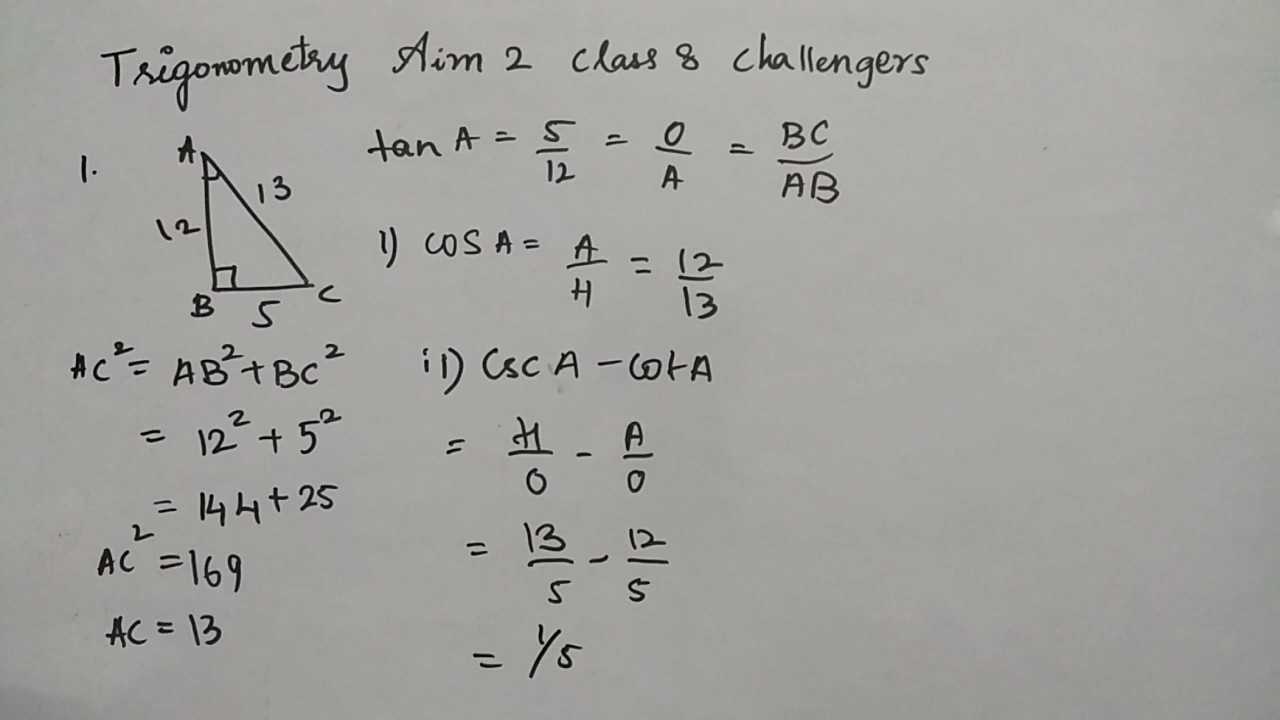 Trigonometry Aim 2 class 8 challengers
1.
A
13
12
B
5
C
tan A = 5/12 = O/A = BC/AB
i) cos A = A/H = 12/13
AC² = AB² + BC²
= 12² + 5²
= 144 + 25
AC² = 169
AC = 13
ii) Csc A - cot A
= H/O - A/O
= 13/5 - 12/5
= 1/5